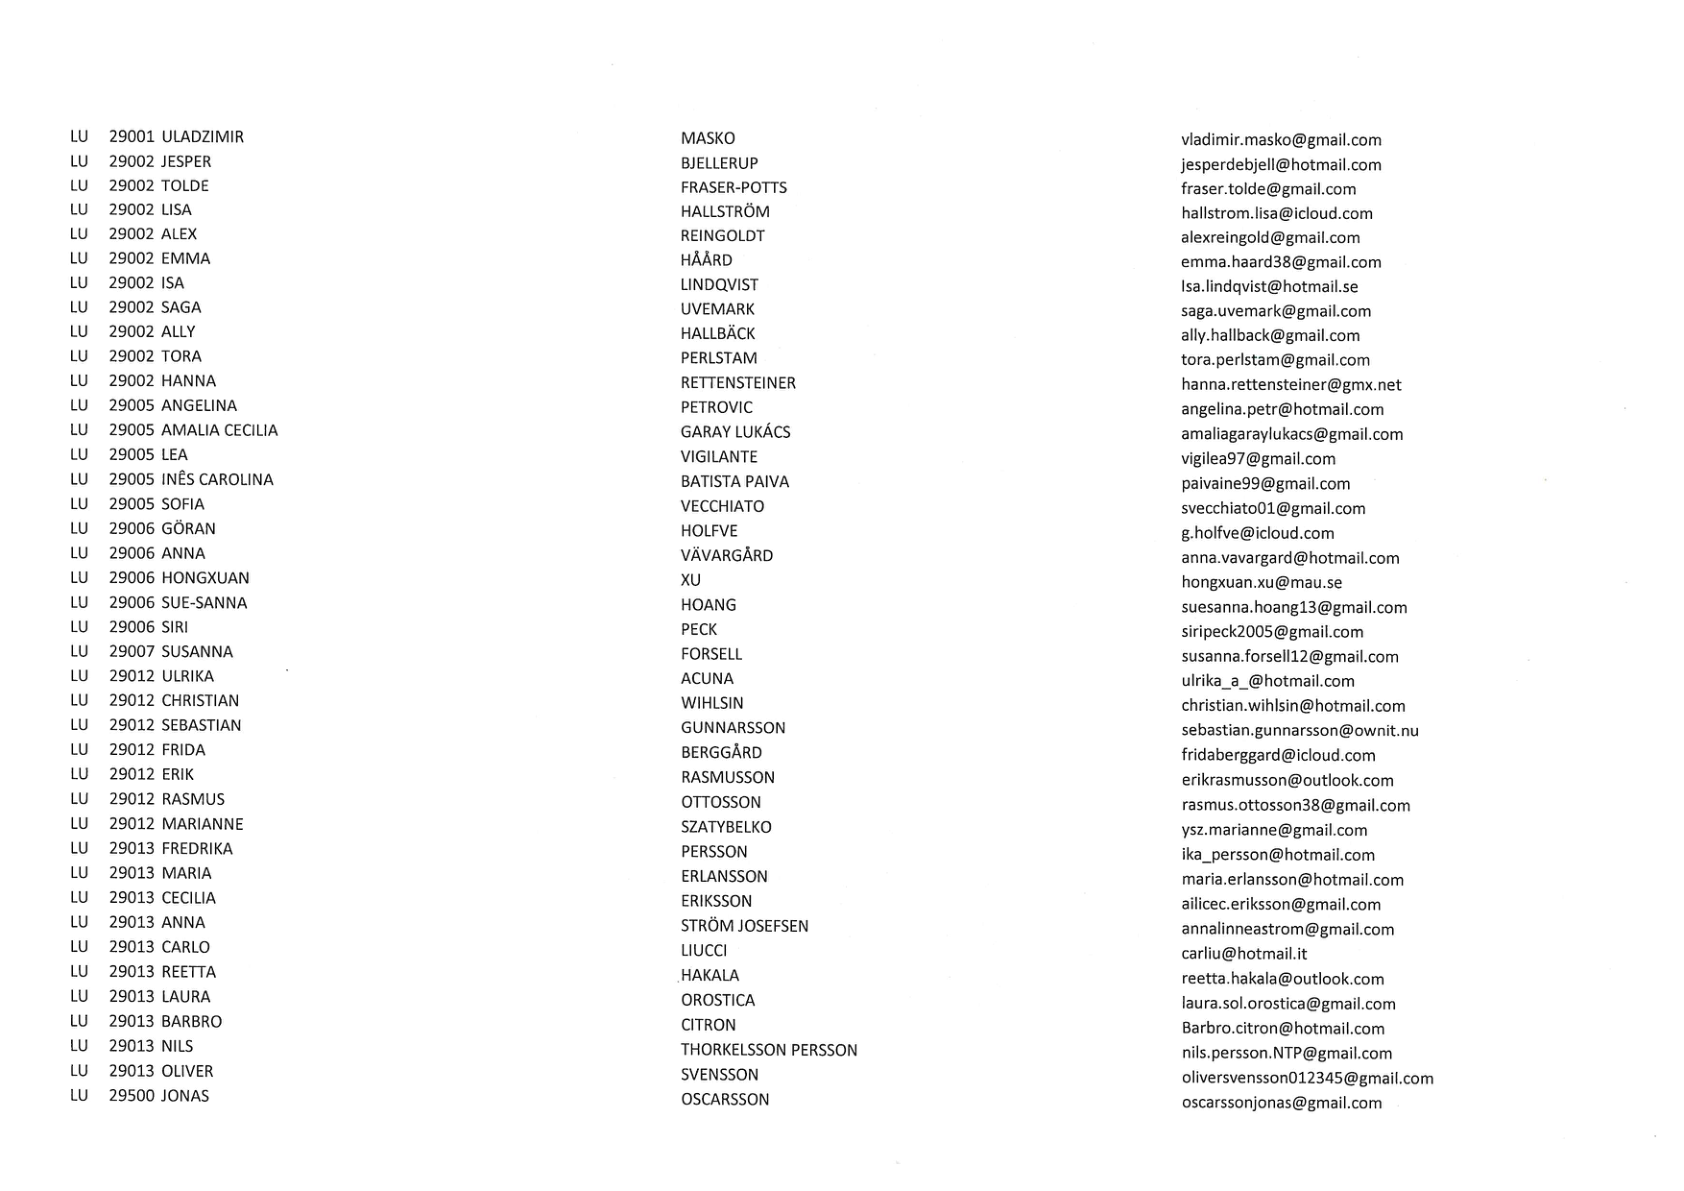 LU 29001 ULADZIMIR MASKO vladimir.masko@gmail.com
LU 29002 JESPER BJELLERUP jesperdebjell@hotmail.com
LU 29002 TOLDE FRASER-POTTS fraser.tolde@gmail.com
LU 29002 LISA HALLSTRÖM hallstrom.lisa@icloud.com
LU 29002 ALEX REINGOLDT alexreingold@gmail.com
LU 29002 EMMA HÅÅRD emma.haard38@gmail.com
LU 29002 ISA LINDQVIST Isa.lindqvist@hotmail.se
LU 29002 SAGA UVEMARK saga.uvemark@gmail.com
LU 29002 ALLY HALLBÄCK ally.hallback@gmail.com
LU 29002 TORA PERLSTAM tora.perlstam@gmail.com
LU 29002 HANNA RETTENSTEINER hanna.rettensteiner@gmx.net
LU 29005 ANGELINA PETROVIC angelina.petr@hotmail.com
LU 29005 AMALIA CECILIA GARAY LUKÁCS amaliagaraylukacs@gmail.com
LU 29005 LEA VIGILANTE vigilea97@gmail.com
LU 29005 INÊS CAROLINA BATISTA PAIVA paivaine99@gmail.com
LU 29005 SOFIA VECCHIATO svecchiato01@gmail.com
LU 29006 GÖRAN HOLFVE g.holfve@icloud.com
LU 29006 ANNA VÄVARGÅRD anna.vavargard@hotmail.com
LU 29006 HONGXUAN XU hongxuan.xu@mau.se
LU 29006 SUE-SANNA HOANG suesanna.hoang13@gmail.com
LU 29006 SIRI PECK siripeck2005@gmail.com
LU 29007 SUSANNA FORSELL susanna.forsell12@gmail.com
LU 29012 ULRIKA ACUNA ulrika_a_@hotmail.com
LU 29012 CHRISTIAN WIHLSIN christian.wihlsin@hotmail.com
LU 29012 SEBASTIAN GUNNARSSON sebastian.gunnarsson@ownit.nu
LU 29012 FRIDA BERGGÅRD fridaberggard@icloud.com
LU 29012 ERIK RASMUSSON erikrasmusson@outlook.com
LU 29012 RASMUS OTTOSSON rasmus.ottosson38@gmail.com
LU 29012 MARIANNE SZATYBELKO ysz.marianne@gmail.com
LU 29013 FREDRIKA PERSSON ika_persson@hotmail.com
LU 29013 MARIA ERLANSSON maria.erlansson@hotmail.com
LU 29013 CECILIA ERIKSSON ailicec.eriksson@gmail.com
LU 29013 ANNA STRÖM JOSEFSEN annalinneastrom@gmail.com
LU 29013 CARLO LIUCCI carliu@hotmail.it
LU 29013 REETTA HAKALA reetta.hakala@outlook.com
LU 29013 LAURA OROSTICA laura.sol.orostica@gmail.com
LU 29013 BARBRO CITRON Barbro.citron@hotmail.com
LU 29013 NILS THORKELSSON PERSSON nils.persson.NTP@gmail.com
LU 29013 OLIVER SVENSSON oliversvensson012345@gmail.com
LU 29500 JONAS OSCARSSON oscarssonjonas@gmail.com